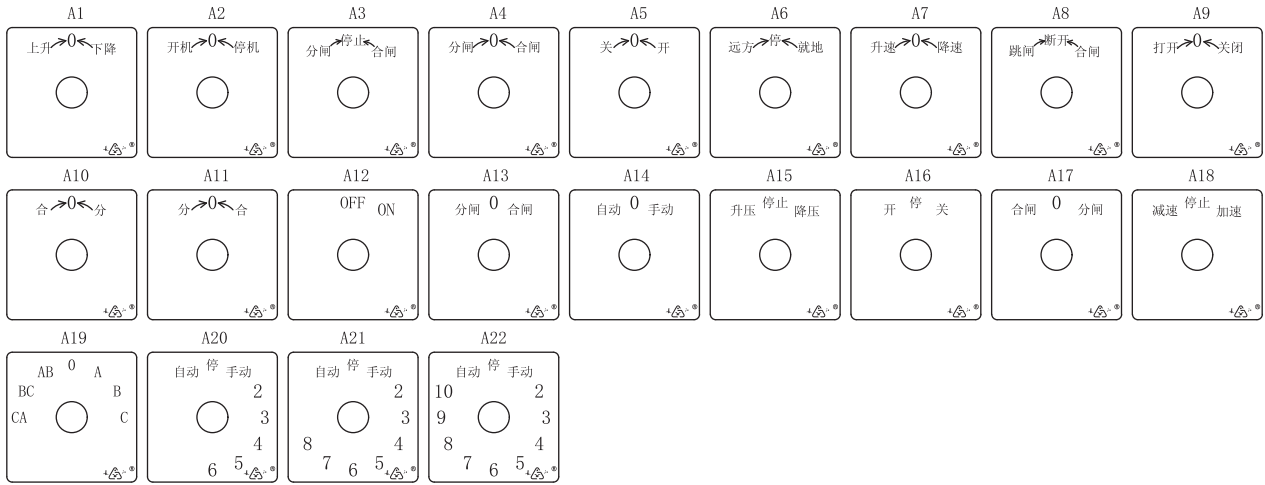 A1 A2 A3 A4 A5 A6 A7 A8 A9
上升 0 下降 开机 0 停机 分闸 停止 合闸 分闸 0 合闸 关 0 开 远方 停 就地 升速 0 降速 跳闸 断开 合闸 打开 0 关闭
A10 A11 A12 A13 A14 A15 A16 A17 A18
合 0 分 分 0 合 OFF ON 分闸 0 合闸 自动 0 手动 升压 停止 降压 开 停 关 合闸 0 分闸 减速 停止 加速
A19 A20 A21 A22
AB 0 A 自动 停 手动 自动 停 手动 自动 停 手动
BC B 2 2 10 2
CA C 3 3 9 3
4 8 4 8 4
6 5 7 6 5 7 6 5